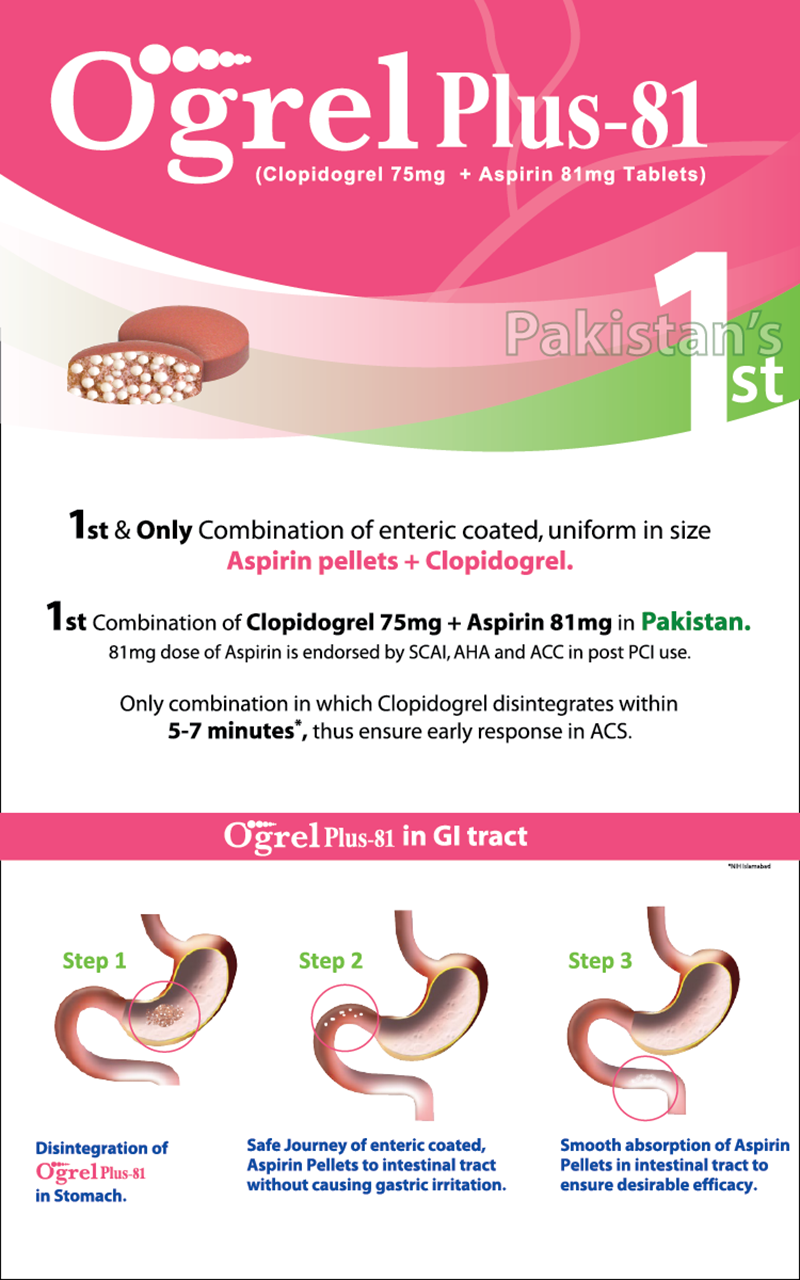 Ogrel Plus-81
(Clopidogrel 75mg + Aspirin 81mg Tablets)
Pakistan's
1st
1st & Only Combination of enteric coated, uniform in size
Aspirin pellets + Clopidogrel.
1st Combination of Clopidogrel 75mg + Aspirin 81mg in Pakistan.
81mg dose of Aspirin is endorsed by SCAI, AHA and ACC in post PCI use.
Only combination in which Clopidogrel disintegrates within
5-7 minutes*, thus ensure early response in ACS.
Ogrel Plus-81 in GI tract
*NIH Islamabad
Step 1
Step 2
Step 3
Disintegration of
Ogrel Plus-81
in Stomach.
Safe Journey of enteric coated,
Aspirin Pellets to intestinal tract
without causing gastric irritation.
Smooth absorption of Aspirin
Pellets in intestinal tract to
ensure desirable efficacy.